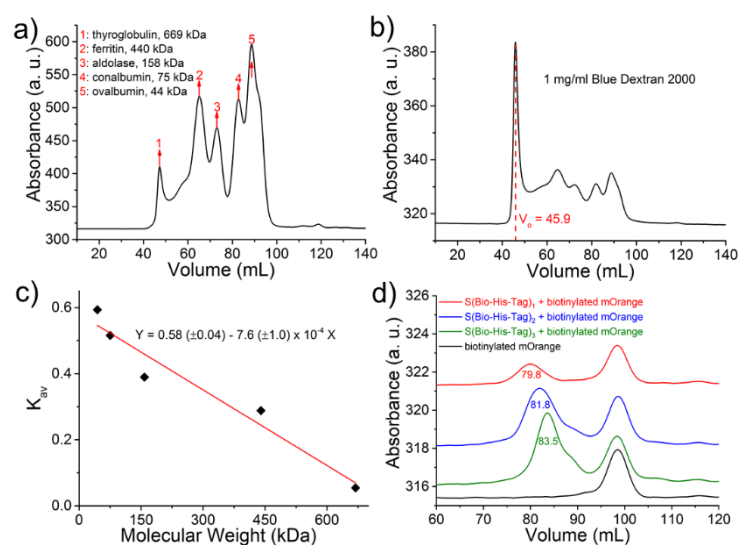 a)
1: thyroglobulin, 669 kDa
2: ferritin, 440 kDa
3: aldolase, 158 kDa
4: conalbumin, 75 kDa
5: ovalbumin, 44 kDa
1
2
3
4
5
Absorbance (a. u.)
600
550
500
450
400
350
300
20 40 60 80 100 120 140
Volume (mL)
b)
1 mg/ml Blue Dextran 2000
Vo = 45.9
Absorbance (a. u.)
380
360
340
320
20 40 60 80 100 120 140
Volume (mL)
c)
Y = 0.58 (±0.04) - 7.6 (±1.0) x 10⁻⁴ X
Kav
0.6
0.4
0.2
0.0
0 150 300 450 600
Molecular Weight (kDa)
d)
S(Bio-His-Tag)₁ + biotinylated mOrange
S(Bio-His-Tag)₂ + biotinylated mOrange
S(Bio-His-Tag)₃ + biotinylated mOrange
biotinylated mOrange
79.8
81.8
83.5
Absorbance (a. u.)
326
324
322
320
318
316
60 70 80 90 100 110 120
Volume (mL)